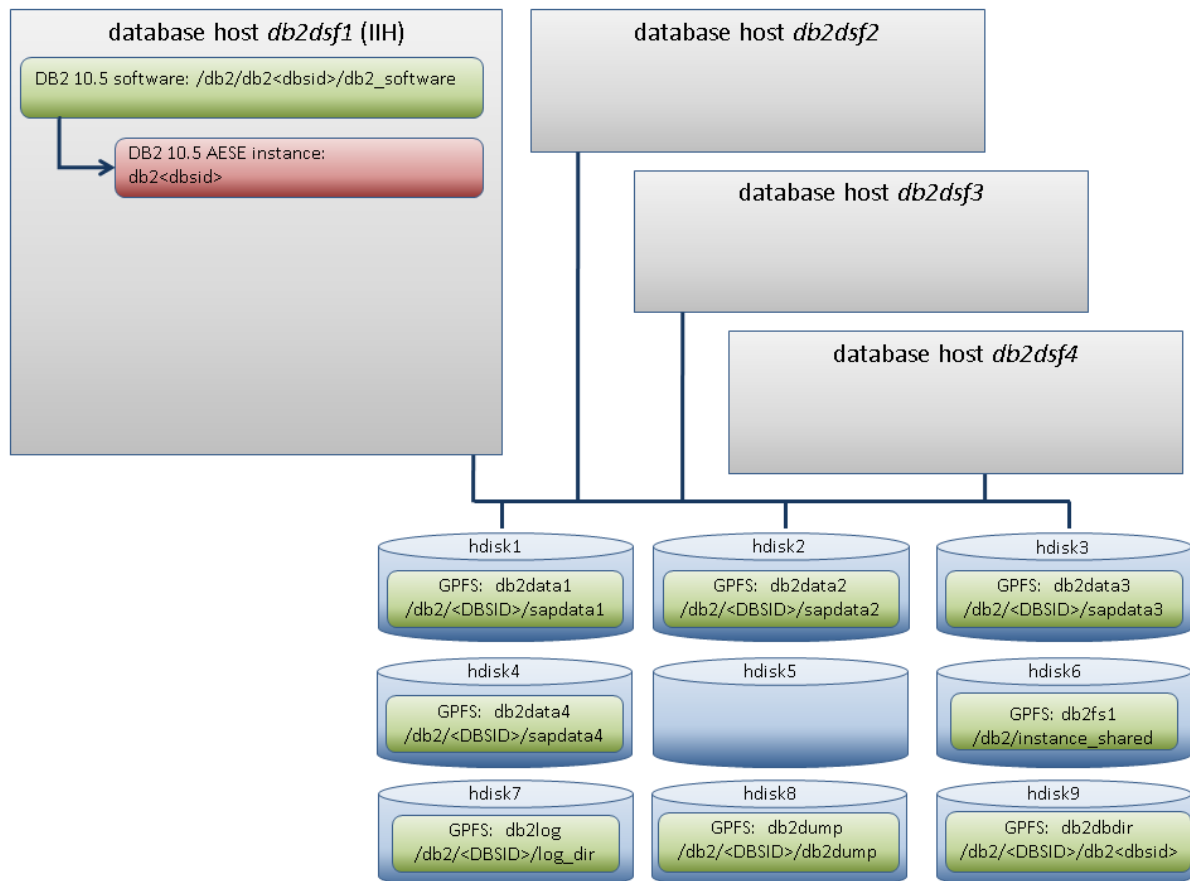 database host db2dsf1 (IIH)
DB2 10.5 software: /db2/db2<dbsid>/db2_software
DB2 10.5 AESE instance:
db2<dbsid>
database host db2dsf2
database host db2dsf3
database host db2dsf4
hdisk1
GPFS: db2data1
/db2/<DBSID>/sapdata1
hdisk2
GPFS: db2data2
/db2/<DBSID>/sapdata2
hdisk3
GPFS: db2data3
/db2/<DBSID>/sapdata3
hdisk4
GPFS: db2data4
/db2/<DBSID>/sapdata4
hdisk5
hdisk6
GPFS: db2fs1
/db2/instance_shared
hdisk7
GPFS: db2log
/db2/<DBSID>/log_dir
hdisk8
GPFS: db2dump
/db2/<DBSID>/db2dump
hdisk9
GPFS: db2dbdir
/db2/<DBSID>/db2<dbsid>